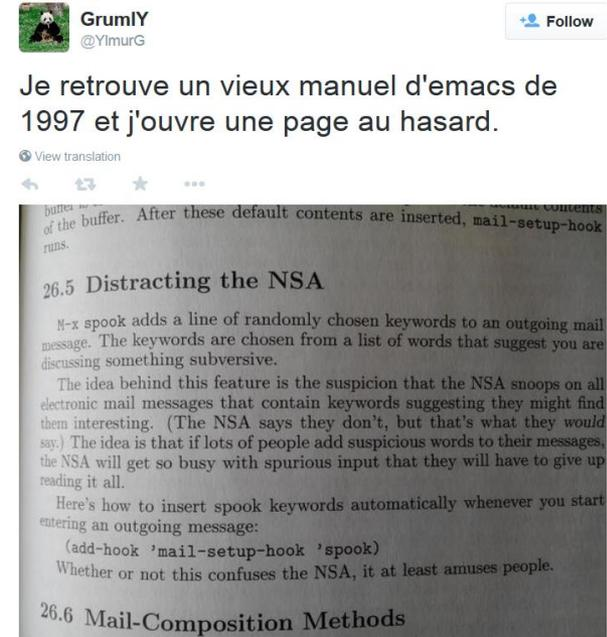 GrumlY
@YlmurG
Follow
Je retrouve un vieux manuel d'emacs de
1997 et j'ouvre une page au hasard.
View translation
buffer contents
of the buffer. After these default contents are inserted, mail-setup-hook
runs.
26.5 Distracting the NSA
M-x spook adds a line of randomly chosen keywords to an outgoing mail
message. The keywords are chosen from a list of words that suggest you are
discussing something subversive.
The idea behind this feature is the suspicion that the NSA snoops on all
electronic mail messages that contain keywords suggesting they might find
them interesting. (The NSA says they don't, but that's what they would
say.) The idea is that if lots of people add suspicious words to their messages,
the NSA will get so busy with spurious input that they will have to give up
reading it all.
Here's how to insert spook keywords automatically whenever you start
entering an outgoing message:
(add-hook 'mail-setup-hook 'spook)
Whether or not this confuses the NSA, it at least amuses people.
26.6 Mail-Composition Methods